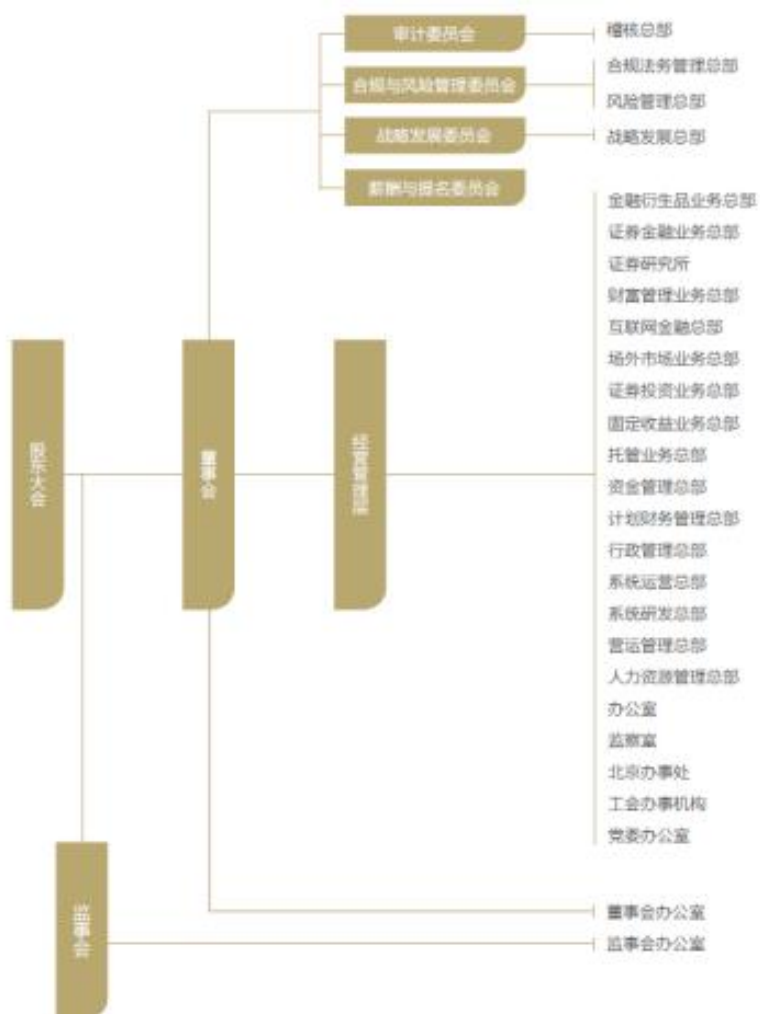 审计委员会
稽核总部
合规与风险管理委员会
合规法务管理总部
风险管理总部
战略发展委员会
战略发展总部
薪酬与提名委员会
金融衍生品业务总部
证券金融业务总部
证券研究所
财富管理业务总部
互联网金融总部
场外市场业务总部
证券投资业务总部
固定收益业务总部
托管业务总部
资金管理总部
计划财务管理总部
行政管理总部
系统运营总部
系统研发总部
营运管理总部
人力资源管理总部
办公室
监察室
北京办事处
工会办事机构
党委办公室
股东大会
董事会
经营管理层
监事会
董事会办公室
监事会办公室